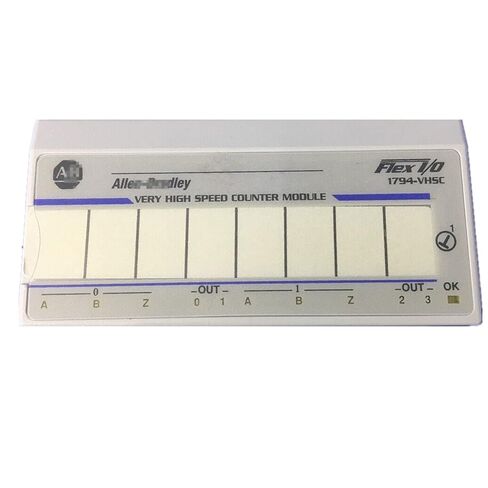 Flex I/O
Allen-Bradley
1794-VHSC
VERY HIGH SPEED COUNTER MODULE
1
0 OUT 1 OUT OK
A B Z 0 1 A B Z 2 3